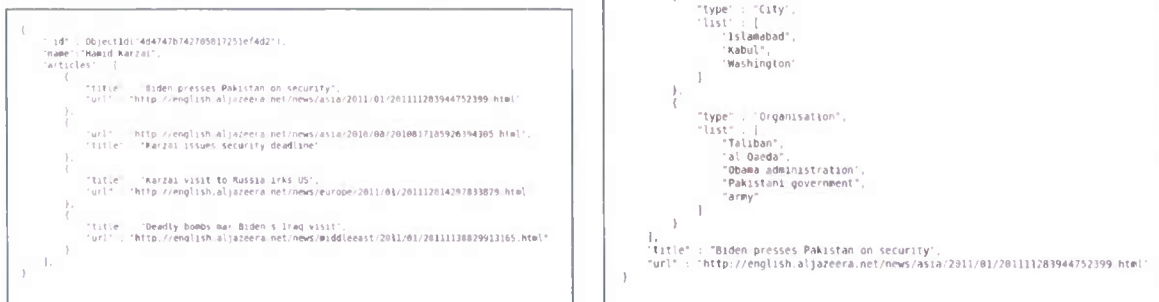 {
"_id" : ObjectId("4d4747b742705817251ef4d2"),
"name":"Hamid Karzai",
"articles" : [
{
"title" : "Biden presses Pakistan on security",
"url" : "http://english.aljazeera.net/news/asia/2011/01/201111283944752399.html"
},
{
"url" : "http://english.aljazeera.net/news/asia/2010/08/2010817185926394305.html",
"title" : "Karzai issues security deadline"
},
{
"title" : "Karzai visit to Russia irks US",
"url" : "http://english.aljazeera.net/news/europe/2011/01/201112014297833879.html
},
{
"title" : "Deadly bombs mar Biden s Iraq visit",
"url" : "http://english.aljazeera.net/news/middleeast/2011/01/20111138829913165.html"
}
],
}
"type" : "City",
"list" : [
"Islamabad",
"Kabul",
"Washington"
]
},
{
"type" : "Organisation",
"list" : [
"Taliban",
"al Qaeda",
"Obama administration",
"Pakistani government",
"army"
]
}
],
"title" : "Biden presses Pakistan on security",
"url" : "http://english.aljazeera.net/news/asia/2011/01/201111283944752399.html"
}